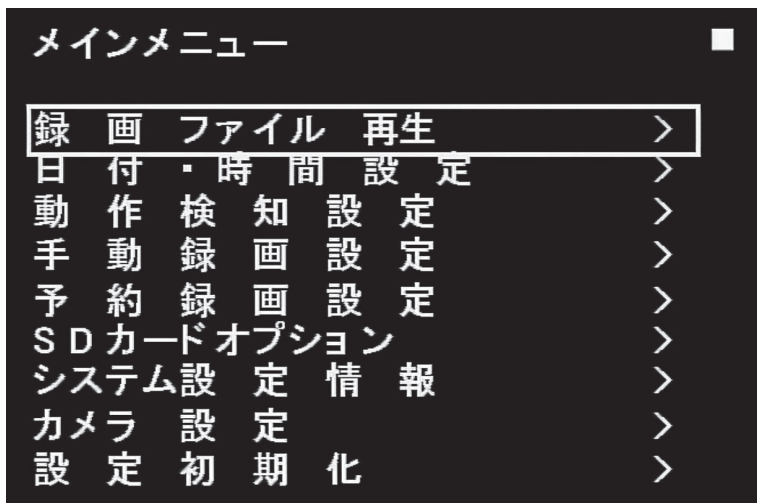 メインメニュー
録画ファイル再生 >
日付・時間設定 >
動作検知設定 >
手動録画設定 >
予約録画設定 >
SDカードオプション >
システム設定情報 >
カメラ設定 >
設定初期化 >